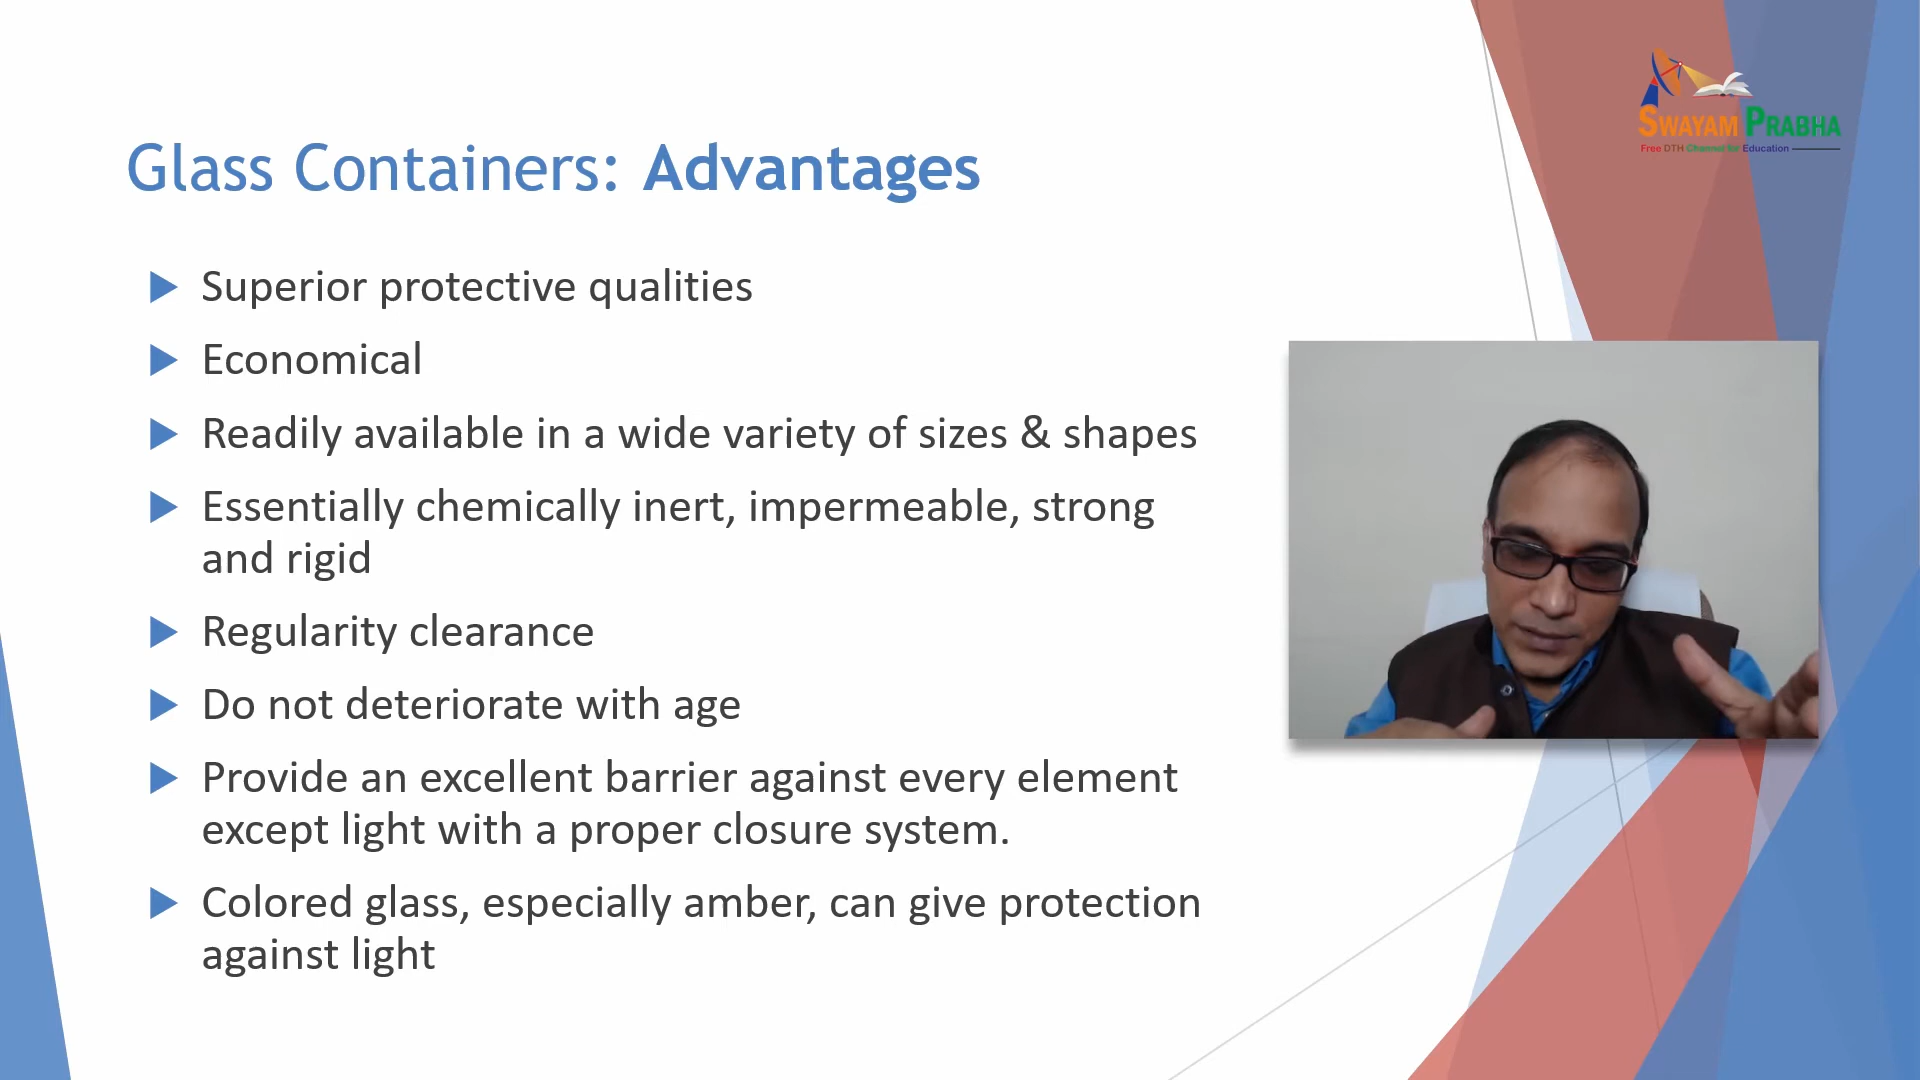 SWAYAM PRABHA
Free DTH Channel for Education
Glass Containers: Advantages
Superior protective qualities
Economical
Readily available in a wide variety of sizes & shapes
Essentially chemically inert, impermeable, strong
and rigid
Regularity clearance
Do not deteriorate with age
Provide an excellent barrier against every element
except light with a proper closure system.
Colored glass, especially amber, can give protection
against light